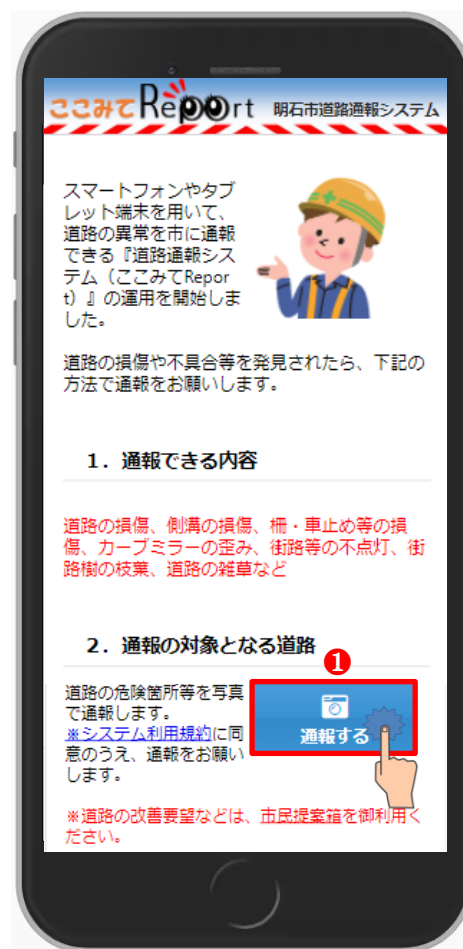 ここみてRepOrt 明石市道路通報システム
スマートフォンやタブ
レット端末を用いて、
道路の異常を市に通報
できる『道路通報シス
テム（ここみてRepor
t）』の運用を開始しま
した。
道路の損傷や不具合等を発見されたら、下記の
方法で通報をお願いします。
1．通報できる内容
道路の損傷、側溝の損傷、柵・車止め等の損
傷、カーブミラーの歪み、街路等の不点灯、街
路樹の枝葉、道路の雑草など
2．通報の対象となる道路
❶
道路の危険箇所等を写真
で通報します。
※システム利用規約に同
意のうえ、通報をお願い
します。
通報する
※道路の改善要望などは、市民提案箱を御利用く
ださい。